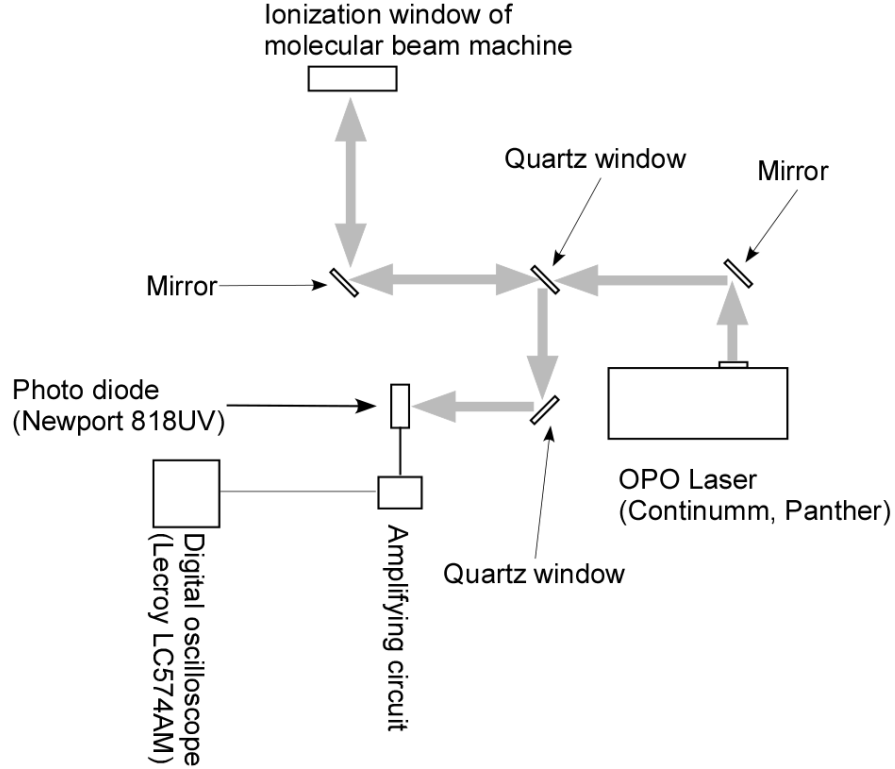 Ionization window of
molecular beam machine
Quartz window
Mirror
Mirror
Photo diode
(Newport 818UV)
OPO Laser
(Continumm, Panther)
Quartz window
Amplifying circuit
Digital oscilloscope
(Lecroy LC574AM)